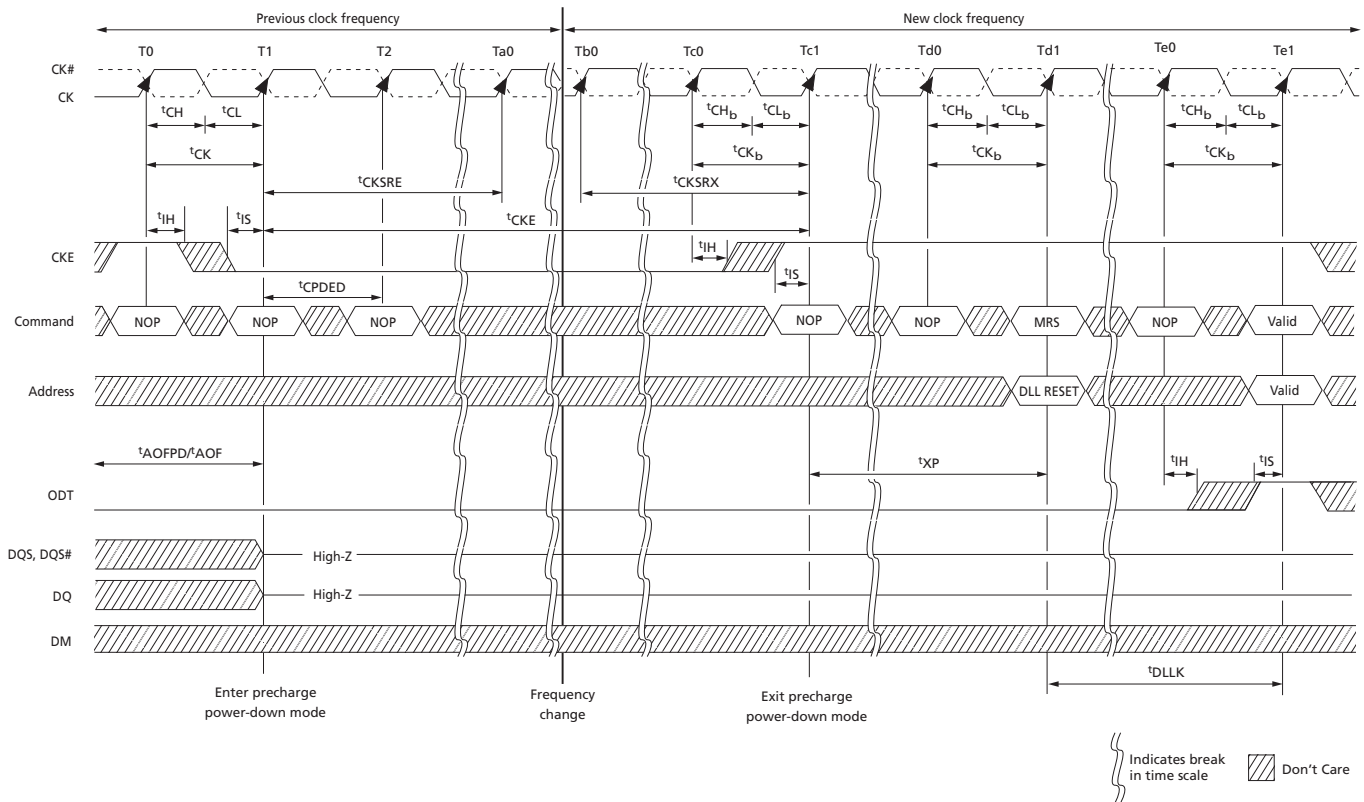 Previous clock frequency New clock frequency
T0 T1 T2 Ta0 Tb0 Tc0 Tc1 Td0 Td1 Te0 Te1
CK#
CK
tCH tCL tCHb tCLb tCHb tCLb tCHb tCLb
tCK tCKb tCKb tCKb
tCKSRE tCKSRX
tIH tIS tCKE
CKE tIH
tIS
tCPDED
Command NOP NOP NOP NOP NOP MRS NOP Valid
Address DLL RESET Valid
tAOFPD/tAOF tXP tIH tIS
ODT
DQS, DQS# High-Z
DQ High-Z
DM
tDLLK
Enter precharge
power-down mode
Frequency
change
Exit precharge
power-down mode
Indicates break
in time scale
Don't Care